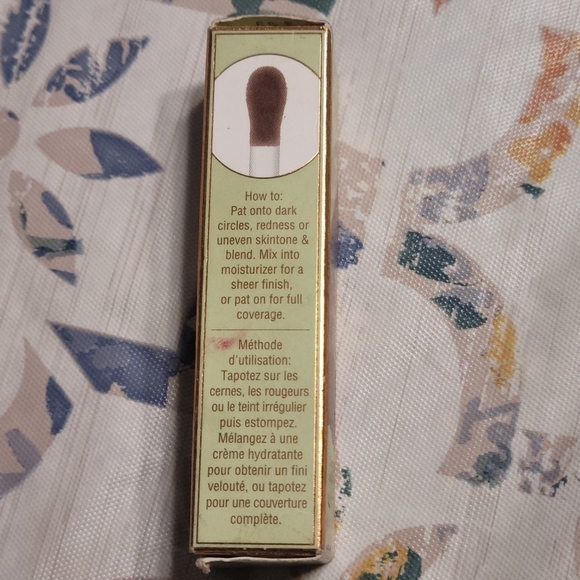 How to:
Pat onto dark
circles, redness or
uneven skintone &
blend. Mix into
moisturizer for a
sheer finish,
or pat on for full
coverage.
Méthode
d'utilisation:
Tapotez sur les
cernes, les rougeurs
ou le teint irrégulier
puis estompez.
Mélangez à une
crème hydratante
pour obtenir un fini
velouté, ou tapotez
pour une couverture
complète.